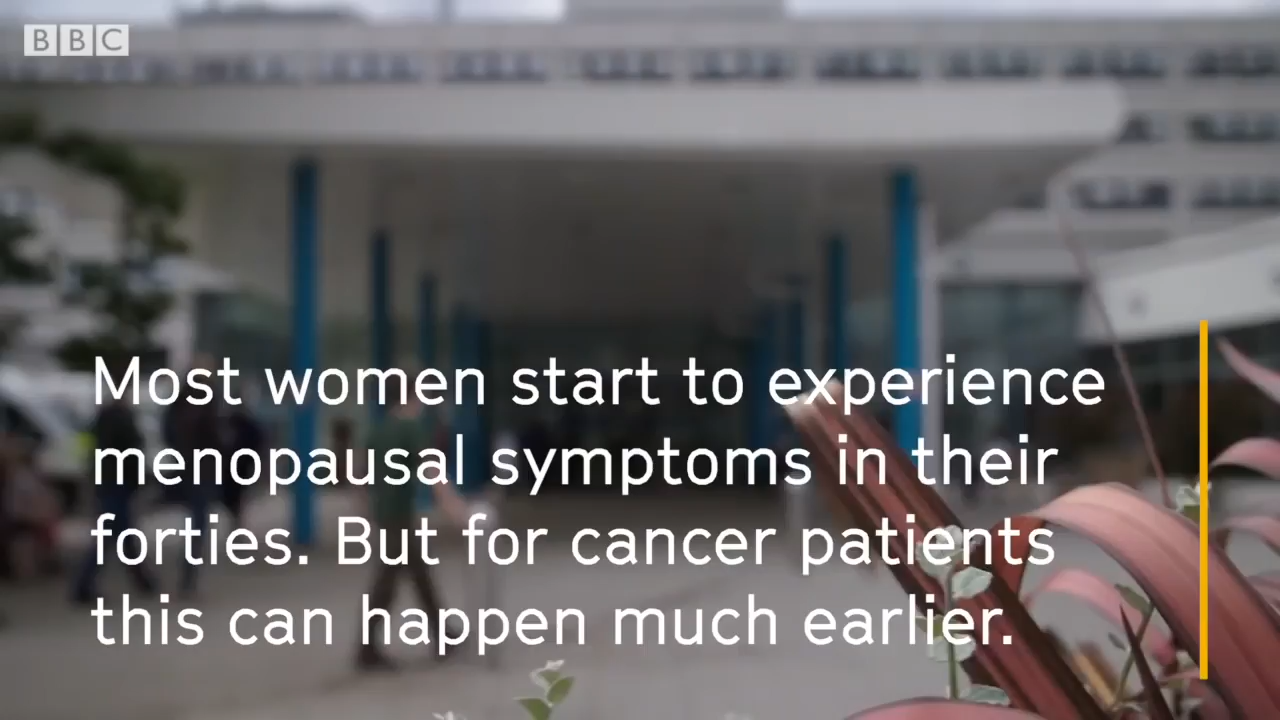 BBC
Most women start to experience
menopausal symptoms in their
forties. But for cancer patients
this can happen much earlier.